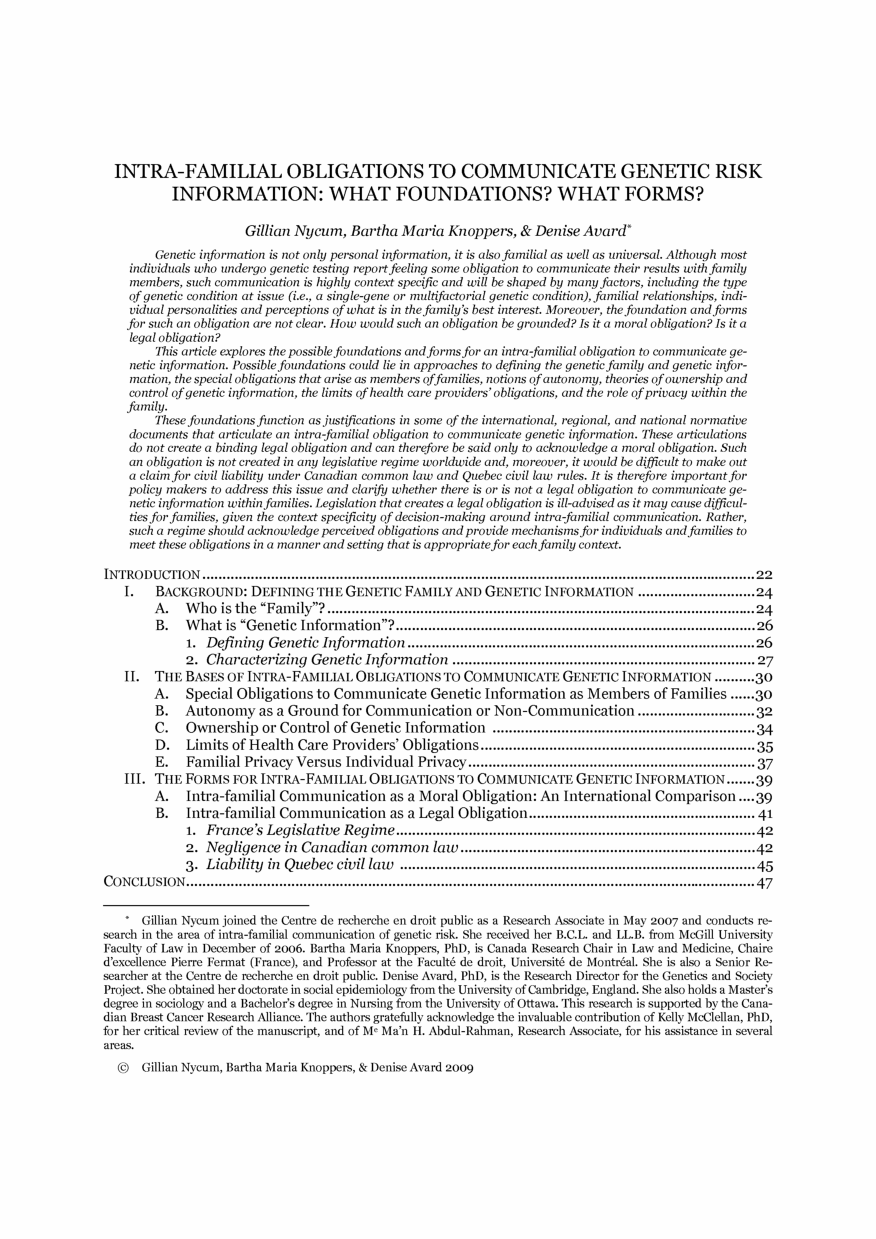 INTRA-FAMILIAL OBLIGATIONS TO COMMUNICATE GENETIC RISK
INFORMATION: WHAT FOUNDATIONS? WHAT FORMS?
Gillian Nycum, Bartha Maria Knoppers, & Denise Avard*
Genetic information is not only personal information, it is also familial as well as universal. Although most
individuals who undergo genetic testing report feeling some obligation to communicate their results with family
members, such communication is highly context specific and will be shaped by many factors, including the type
of genetic condition at issue (i.e., a single-gene or multifactorial genetic condition), familial relationships, indi-
vidual personalities and perceptions of what is in the family's best interest. Moreover, the foundation and forms
for such an obligation are not clear. How would such an obligation be grounded? Is it a moral obligation? Is it a
legal obligation?
This article explores the possible foundations and forms for an intra-familial obligation to communicate ge-
netic information. Possible foundations could lie in approaches to defining the genetic family and genetic infor-
mation, the special obligations that arise as members of families, notions of autonomy, theories of ownership and
control of genetic information, the limits of health care providers' obligations, and the role of privacy within the
family.
These foundations function as justifications in some of the international, regional, and national normative
documents that articulate an intra-familial obligation to communicate genetic information. These articulations
do not create a binding legal obligation and can therefore be said only to acknowledge a moral obligation. Such
an obligation is not created in any legislative regime worldwide and, moreover, it would be difficult to make out
a claim for civil liability under Canadian common law and Quebec civil law rules. It is therefore important for
policy makers to address this issue and clarify whether there is or is not a legal obligation to communicate ge-
netic information within families. Legislation that creates a legal obligation is ill-advised as it may cause difficul-
ties for families, given the context specificity of decision-making around intra-familial communication. Rather,
such a regime should acknowledge perceived obligations and provide mechanisms for individuals and families to
meet these obligations in a manner and setting that is appropriate for each family context.
INTRODUCTION ........ 22
I. BACKGROUND: DEFINING THE GENETIC FAMILY AND GENETIC INFORMATION ........ 24
A. Who is the “Family”? ........ 24
B. What is “Genetic Information”? ........ 26
1. Defining Genetic Information ........ 26
2. Characterizing Genetic Information ........ 27
II. THE BASES OF INTRA-FAMILIAL OBLIGATIONS TO COMMUNICATE GENETIC INFORMATION ........ 30
A. Special Obligations to Communicate Genetic Information as Members of Families ...... 30
B. Autonomy as a Ground for Communication or Non-Communication ........ 32
C. Ownership or Control of Genetic Information ........ 34
D. Limits of Health Care Providers' Obligations ........ 35
E. Familial Privacy Versus Individual Privacy ........ 37
III. THE FORMS FOR INTRA-FAMILIAL OBLIGATIONS TO COMMUNICATE GENETIC INFORMATION ....... 39
A. Intra-familial Communication as a Moral Obligation: An International Comparison .... 39
B. Intra-familial Communication as a Legal Obligation ........ 41
1. France's Legislative Regime ........ 42
2. Negligence in Canadian common law ........ 42
3. Liability in Quebec civil law ........ 45
CONCLUSION ........ 47
* Gillian Nycum joined the Centre de recherche en droit public as a Research Associate in May 2007 and conducts re-
search in the area of intra-familial communication of genetic risk. She received her B.C.L. and LL.B. from McGill University
Faculty of Law in December of 2006. Bartha Maria Knoppers, PhD, is Canada Research Chair in Law and Medicine, Chaire
d'excellence Pierre Fermat (France), and Professor at the Faculté de droit, Université de Montréal. She is also a Senior Re-
searcher at the Centre de recherche en droit public. Denise Avard, PhD, is the Research Director for the Genetics and Society
Project. She obtained her doctorate in social epidemiology from the University of Cambridge, England. She also holds a Master's
degree in sociology and a Bachelor's degree in Nursing from the University of Ottawa. This research is supported by the Cana-
dian Breast Cancer Research Alliance. The authors gratefully acknowledge the invaluable contribution of Kelly McClellan, PhD,
for her critical review of the manuscript, and of Me Ma'n H. Abdul-Rahman, Research Associate, for his assistance in several
areas.
© Gillian Nycum, Bartha Maria Knoppers, & Denise Avard 2009